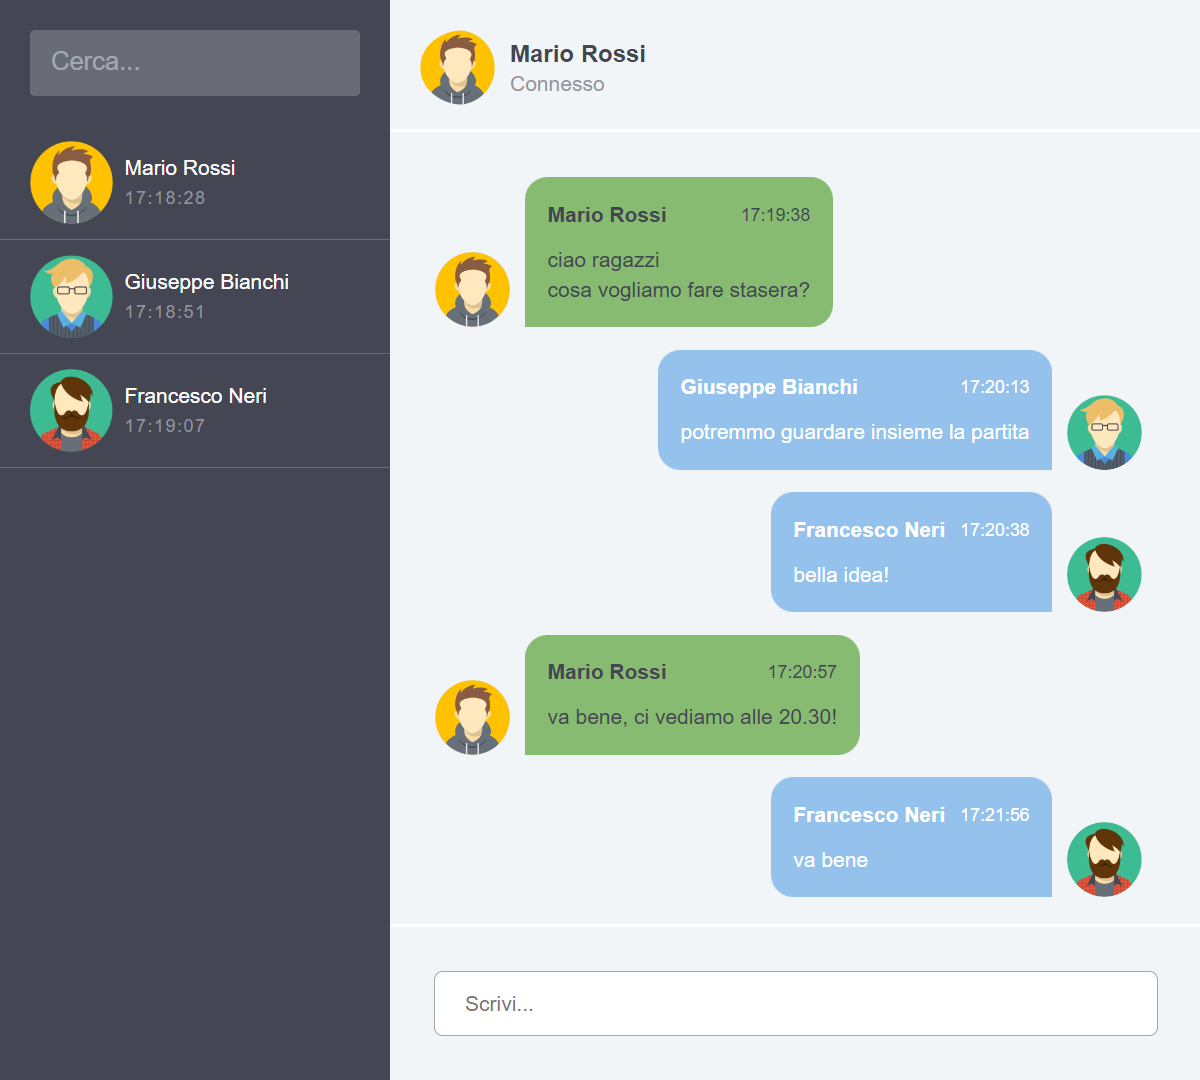 Cerca...
Mario Rossi
17:18:28
Giuseppe Bianchi
17:18:51
Francesco Neri
17:19:07
Mario Rossi
Connesso
Mario Rossi 17:19:38
ciao ragazzi
cosa vogliamo fare stasera?
Giuseppe Bianchi 17:20:13
potremmo guardare insieme la partita
Francesco Neri 17:20:38
bella idea!
Mario Rossi 17:20:57
va bene, ci vediamo alle 20.30!
Francesco Neri 17:21:56
va bene
Scrivi...